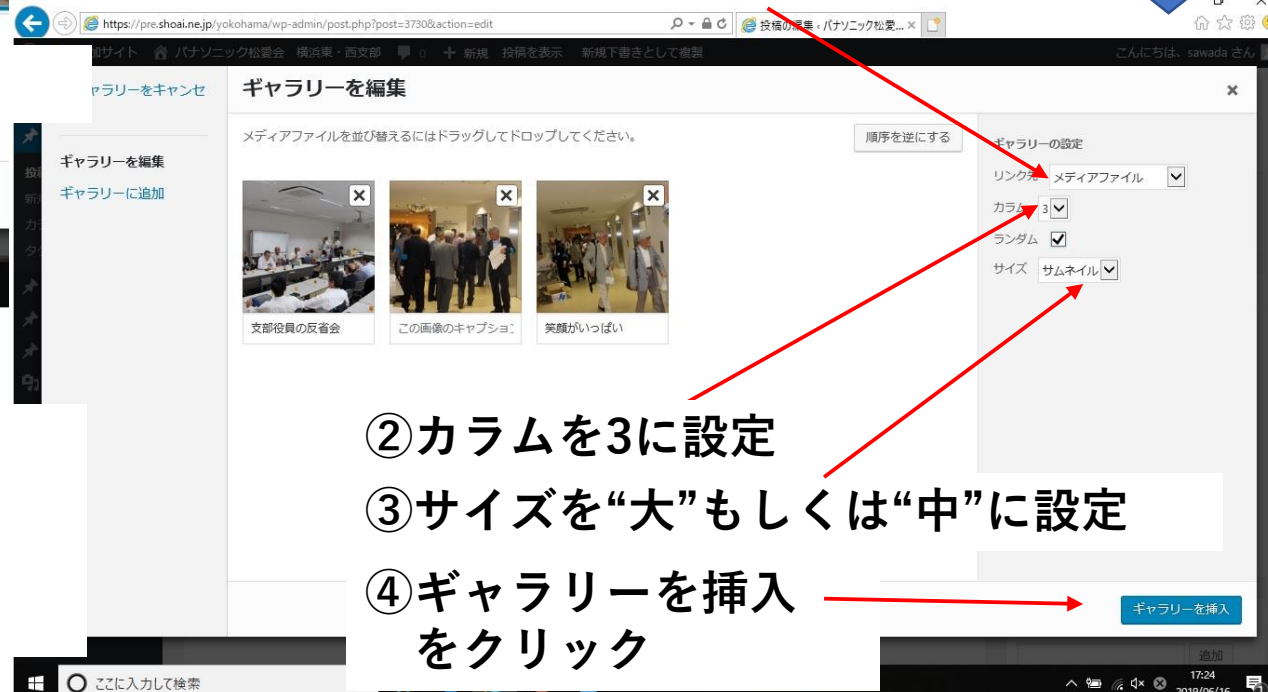 https://pre.shoai.ne.jp/yokohama/wp-admin/post.php?post=3730&action=edit
投稿の編集 ‹ パナソニック松愛...
加サイト パナソニック松愛会 横浜東・西支部 0 新規 投稿を表示 新規下書きとして複製
こんにちは、sawada さん
ャラリーをキャンセ
ギャラリーを編集
メディアファイルを並び替えるにはドラッグしてドロップしてください。
順序を逆にする
ギャラリーの設定
ギャラリーを編集
ギャラリーに追加
リンク先 メディアファイル
カラム 3
ランダム
サイズ サムネイル
支部役員の反省会
この画像のキャプション
笑顔がいっぱい
②カラムを3に設定
③サイズを“大”もしくは“中”に設定
④ギャラリーを挿入
をクリック
ギャラリーを挿入
追加
ここに入力して検索
17:24
2019/06/16